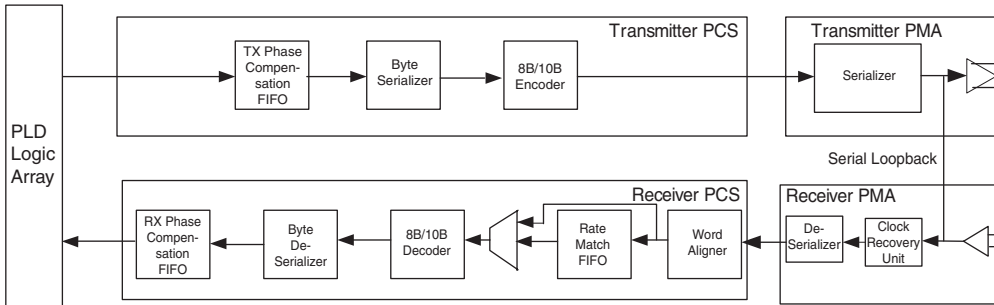 PLD
Logic
Array
Transmitter PCS
TX Phase
Compen-
sation
FIFO
Byte
Serializer
8B/10B
Encoder
Transmitter PMA
Serializer
Serial Loopback
Receiver PCS
RX Phase
Compen-
sation
FIFO
Byte
De-
Serializer
8B/10B
Decoder
Rate
Match
FIFO
Word
Aligner
Receiver PMA
De-
Serializer
Clock
Recovery
Unit